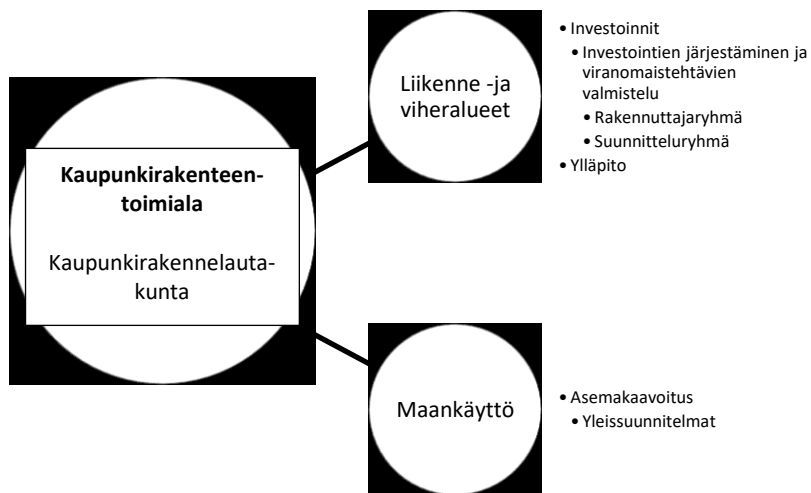 Kaupunkirakenteen-
toimiala
Kaupunkirakennelauta-
kunta
Liikenne -ja
viheralueet
• Investoinnit
• Investointien järjestäminen ja
viranomaistehtävien
valmistelu
• Rakennuttajaryhmä
• Suunnitteluryhmä
• Ylläpito
Maankäyttö
• Asemakaavoitus
• Yleissuunnitelmat